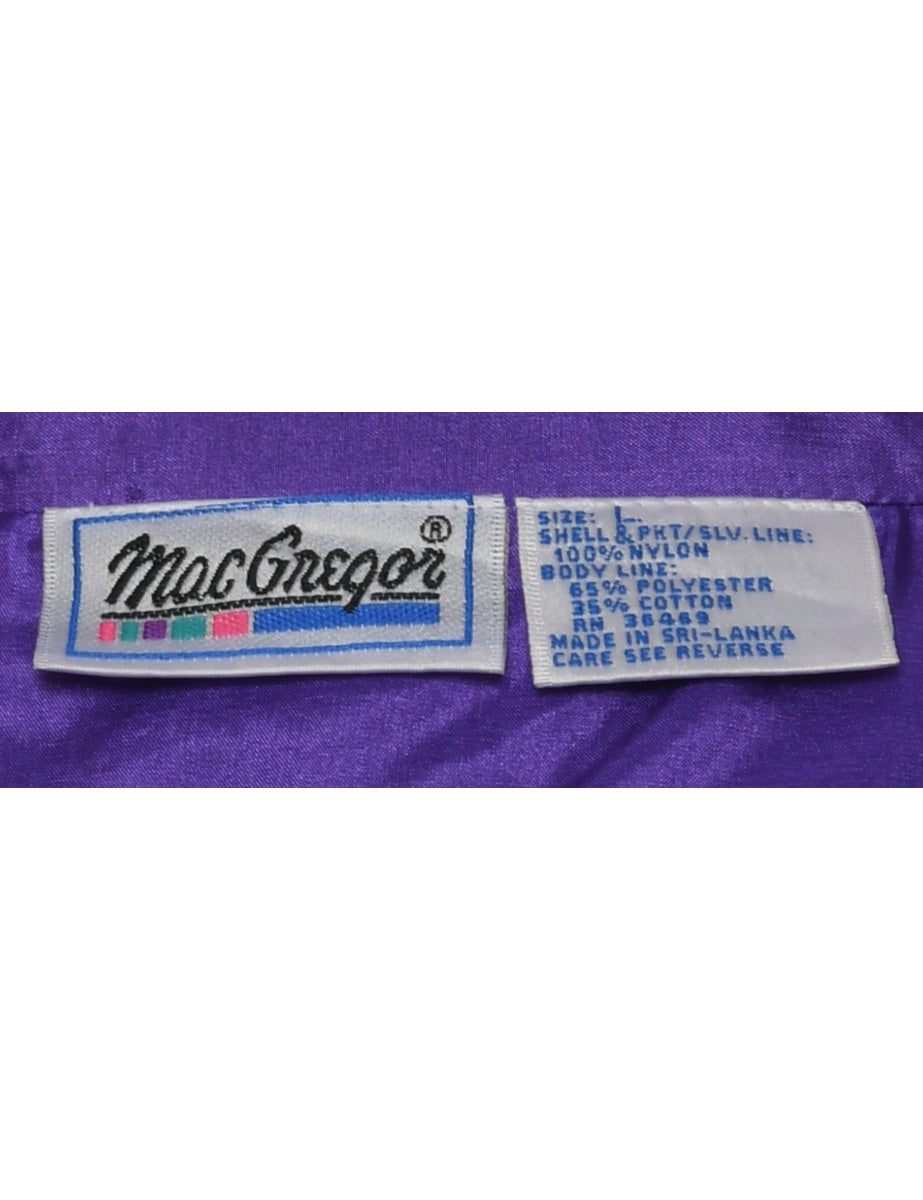 MacGregor®
SIZE: L.
SHELL & PKT/SLV. LINE:
100% NYLON
BODY LINE:
65% POLYESTER
35% COTTON
RN 36469
MADE IN SRI-LANKA
CARE SEE REVERSE